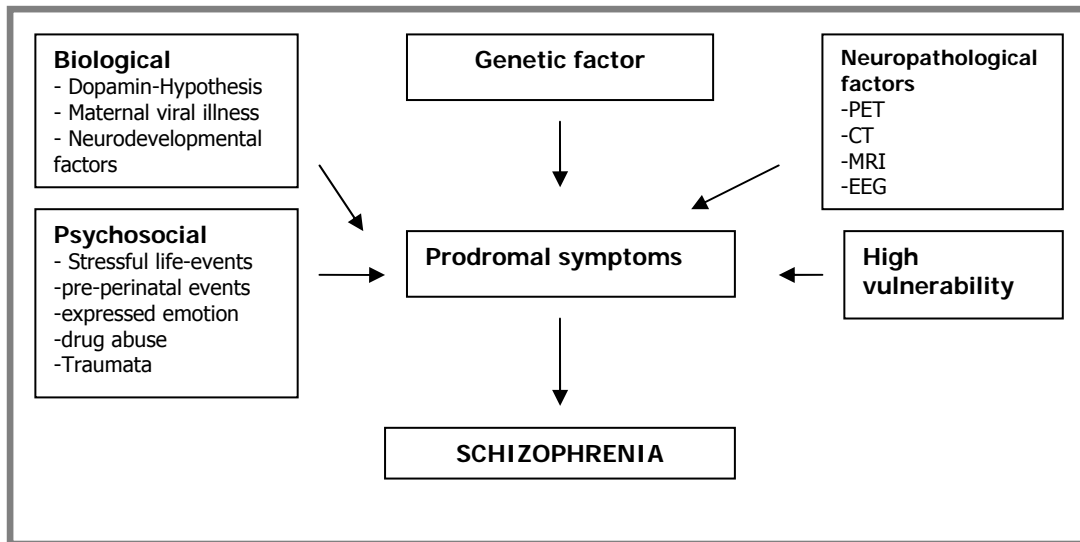 Biological
- Dopamin-Hypothesis
- Maternal viral illness
- Neurodevelopmental
factors
Genetic factor
Neuropathological
factors
-PET
-CT
-MRI
-EEG
Psychosocial
- Stressful life-events
-pre-perinatal events
-expressed emotion
-drug abuse
-Traumata
Prodromal symptoms
High
vulnerability
SCHIZOPHRENIA